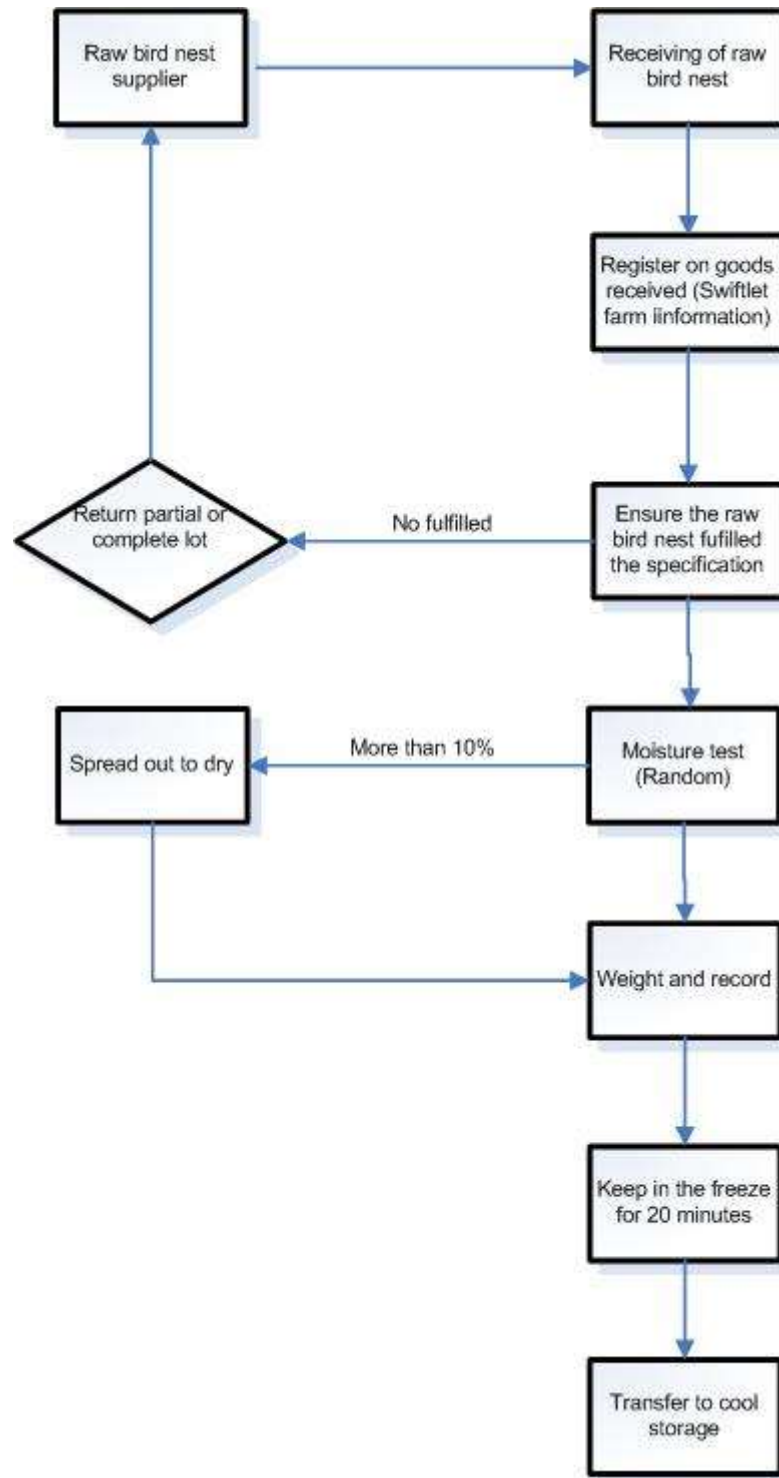 Raw bird nest
supplier
Receiving of raw
bird nest
Register on goods
received (Swiftlet
farm iinformation)
Return partial or
complete lot
No fulfilled
Ensure the raw
bird nest fufilled
the specification
Spread out to dry
More than 10%
Moisture test
(Random)
Weight and record
Keep in the freeze
for 20 minutes
Transfer to cool
storage